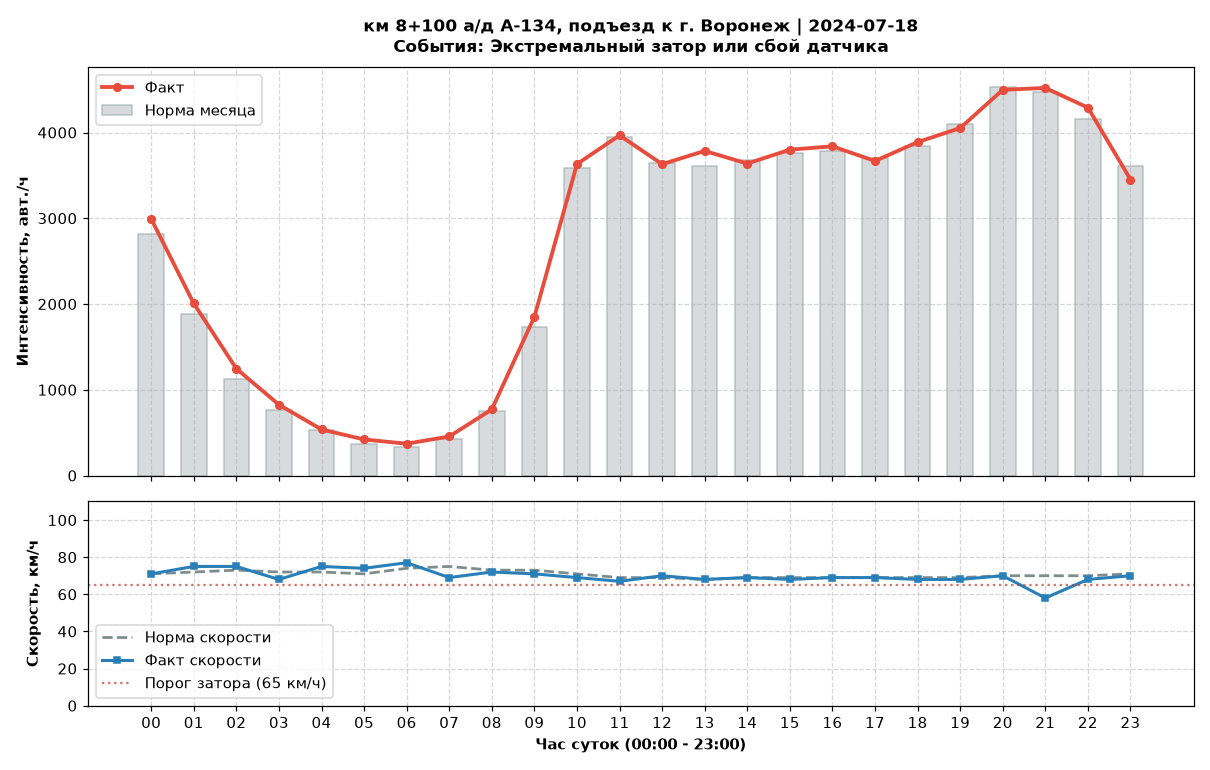 км 8+100 а/д А-134, подъезд к г. Воронеж | 2024-07-18
События: Экстремальный затор или сбой датчика
Факт
Норма месяца
Интенсивность, авт./ч
4000
3000
2000
1000
0
Скорость, км/ч
100
80
60
40
20
0
Норма скорости
Факт скорости
Порог затора (65 км/ч)
00 01 02 03 04 05 06 07 08 09 10 11 12 13 14 15 16 17 18 19 20 21 22 23
Час суток (00:00 - 23:00)